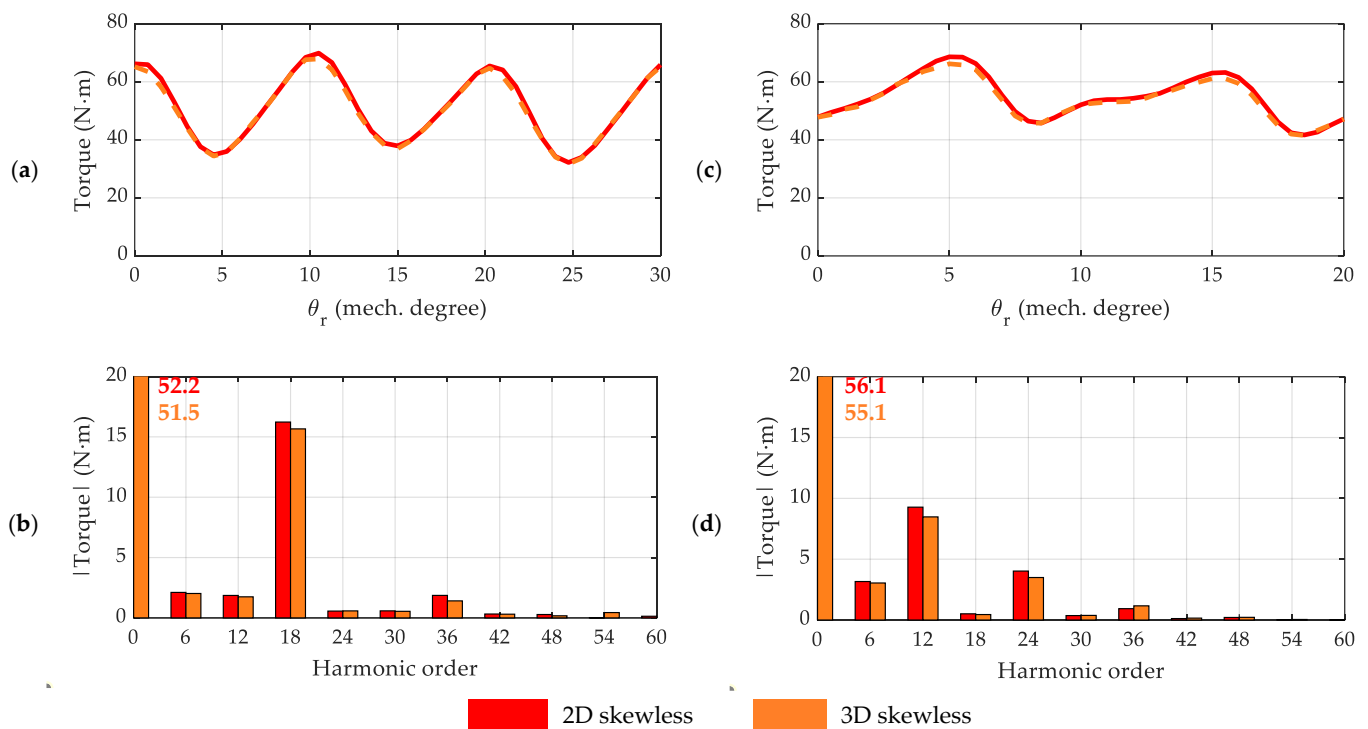 80
60
40
20
0
Torque (N·m)
(a)
0 5 10 15 20 25 30
θr (mech. degree)
80
60
40
20
0
Torque (N·m)
(c)
0 5 10 15 20
θr (mech. degree)
20
15
10
5
0
|Torque| (N·m)
(b)
52.2
51.5
0 6 12 18 24 30 36 42 48 54 60
Harmonic order
20
15
10
5
0
|Torque| (N·m)
(d)
56.1
55.1
0 6 12 18 24 30 36 42 48 54 60
Harmonic order
2D skewless
3D skewless